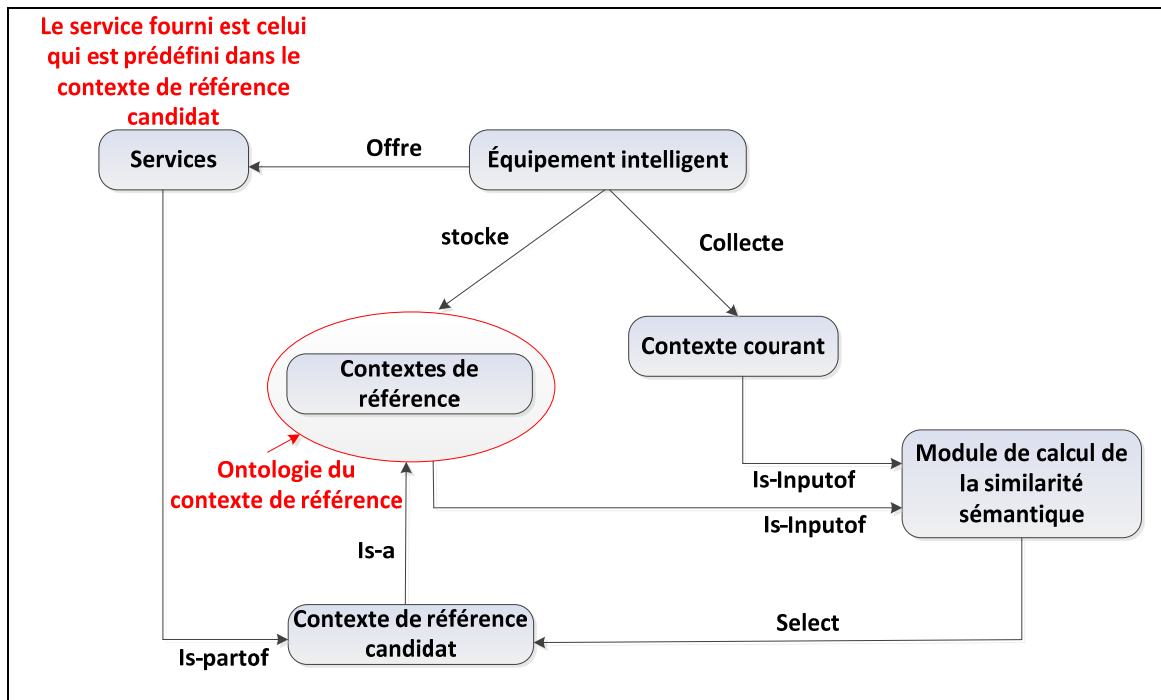 Le service fourni est celui
qui est prédéfini dans le
contexte de référence
candidat
Services
Offre
Équipement intelligent
stocke
Collecte
Contextes de
référence
Contexte courant
Ontologie du
contexte de référence
Is-Inputof
Module de calcul de
la similarité
sémantique
Is-Inputof
Is-a
Contexte de référence
candidat
Select
Is-partof